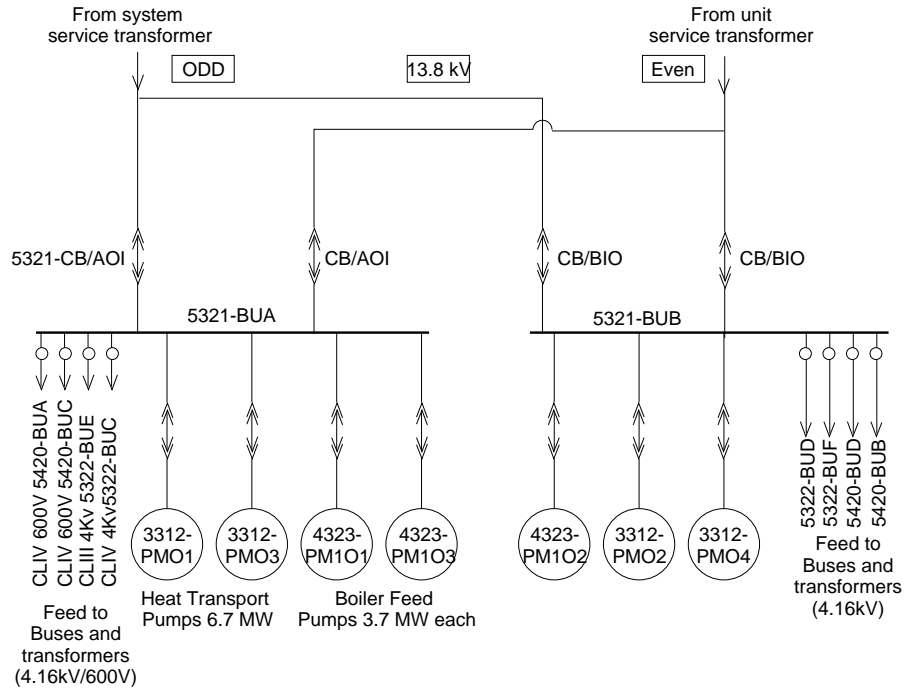 From system
service transformer
From unit
service transformer
ODD
13.8 kV
Even
5321-CB/AOI
CB/AOI
CB/BIO
CB/BIO
5321-BUA
5321-BUB
CLIV 600V 5420-BUA
CLIV 600V 5420-BUC
CLIII 4Kv 5322-BUE
CLIV 4Kv5322-BUC
5322-BUD
5322-BUF
5420-BUD
5420-BUB
3312-
PMO1
3312-
PMO3
4323-
PM1O1
4323-
PM1O3
4323-
PM1O2
3312-
PMO2
3312-
PMO4
Heat Transport
Pumps 6.7 MW
Boiler Feed
Pumps 3.7 MW each
Feed to
Buses and
transformers
(4.16kV/600V)
Feed to
Buses and
transformers
(4.16kV)